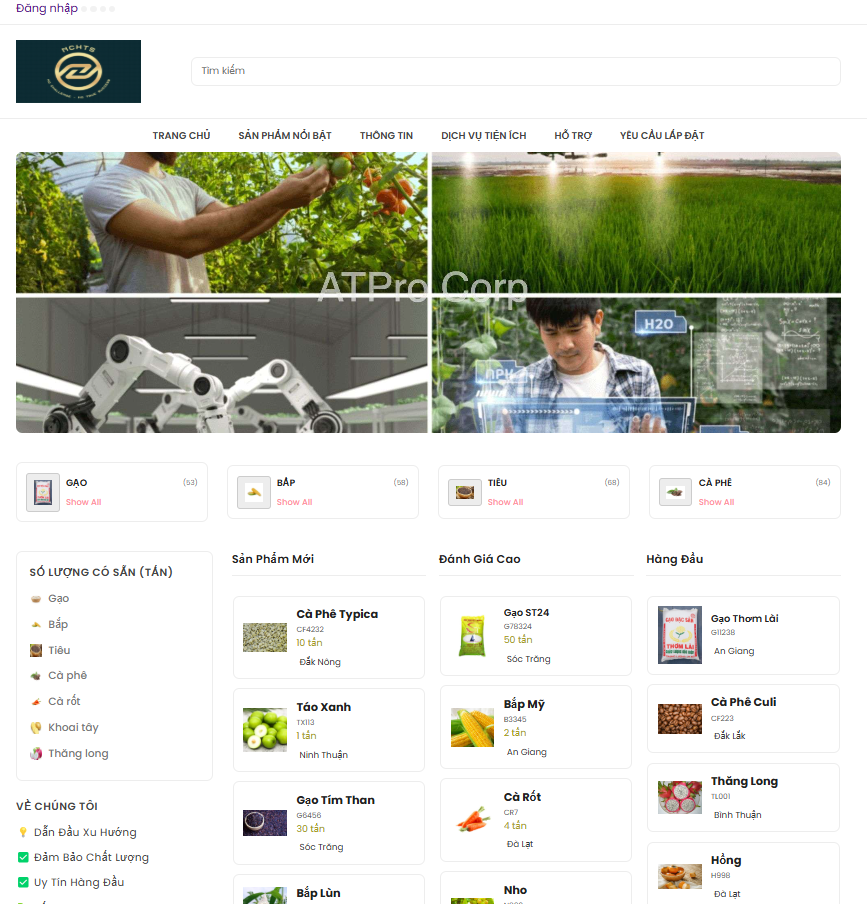 Đăng nhập
MCHTS
Tìm kiếm
TRANG CHỦ SẢN PHẨM NỔI BẬT THÔNG TIN DỊCH VỤ TIỆN ÍCH HỖ TRỢ YÊU CẦU LẮP ĐẶT
ATPro Corp
H2O
GẠO (53)
Show All
BẮP (58)
Show All
TIÊU (68)
Show All
CÀ PHÊ (84)
Show All
SỐ LƯỢNG CÓ SẴN (TẤN)
Gạo
Bắp
Tiêu
Cà phê
Cà rốt
Khoai tây
Thăng long
VỀ CHÚNG TÔI
Dẫn Đầu Xu Hướng
Đảm Bảo Chất Lượng
Uy Tín Hàng Đầu
Sản Phẩm Mới
Cà Phê Typica
CF4232
10 tấn
Đắk Nông
Táo Xanh
TX113
1 tấn
Ninh Thuận
Gạo Tím Than
G6456
30 tấn
Sóc Trăng
Bắp Lùn
Đánh Giá Cao
Gạo ST24
G78324
50 tấn
Sóc Trăng
Bắp Mỹ
B3345
2 tấn
An Giang
Cà Rốt
CR7
4 tấn
Đà Lạt
Nho
Hàng Đầu
Gạo Thơm Lài
G11238
An Giang
Cà Phê Culi
CF223
Đắk Lắk
Thăng Long
TL001
Bình Thuận
Hồng
H998
Đà Lạt